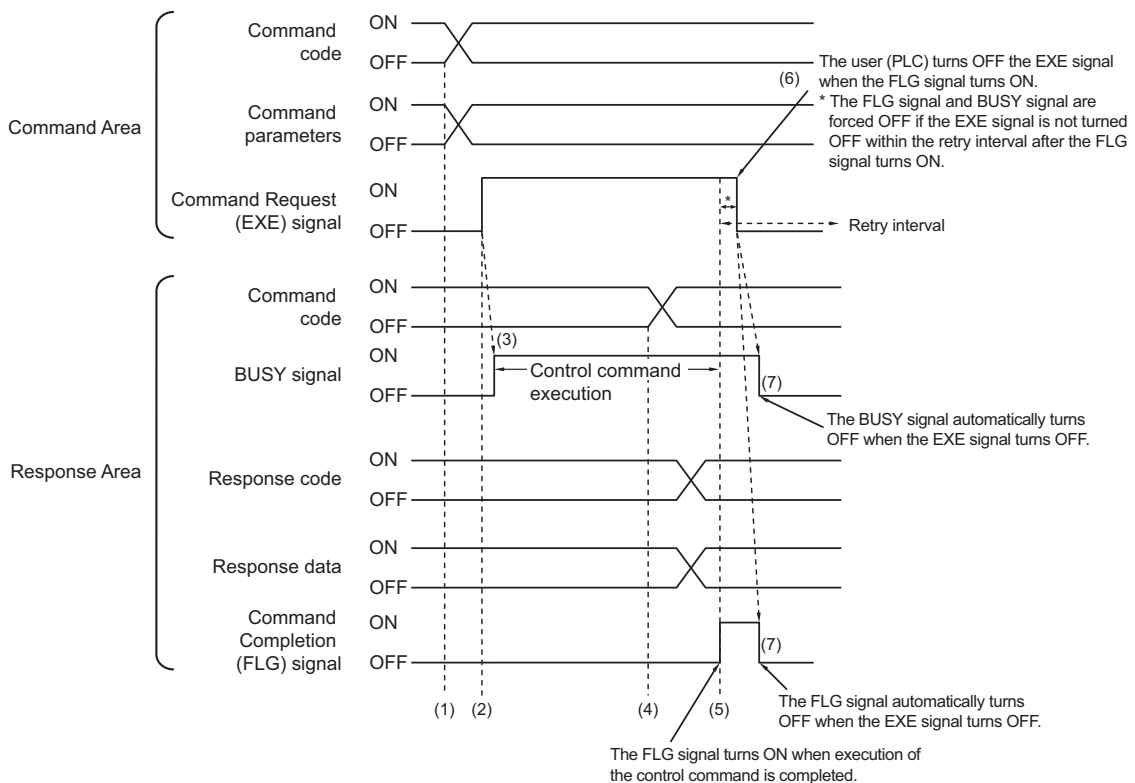 Command Area
Command
code
ON
OFF
Command
parameters
ON
OFF
Command Request
(EXE) signal
ON
OFF
(6)
The user (PLC) turns OFF the EXE signal
when the FLG signal turns ON.
* The FLG signal and BUSY signal are
forced OFF if the EXE signal is not turned
OFF within the retry interval after the FLG
signal turns ON.
*
Retry interval
Response Area
Command
code
ON
OFF
BUSY signal
ON
OFF
(3)
Control command
execution
(7)
The BUSY signal automatically turns
OFF when the EXE signal turns OFF.
Response code
ON
OFF
Response data
ON
OFF
Command
Completion
(FLG) signal
ON
OFF
(7)
The FLG signal automatically turns
OFF when the EXE signal turns OFF.
(1)
(2)
(4)
(5)
The FLG signal turns ON when execution of
the control command is completed.